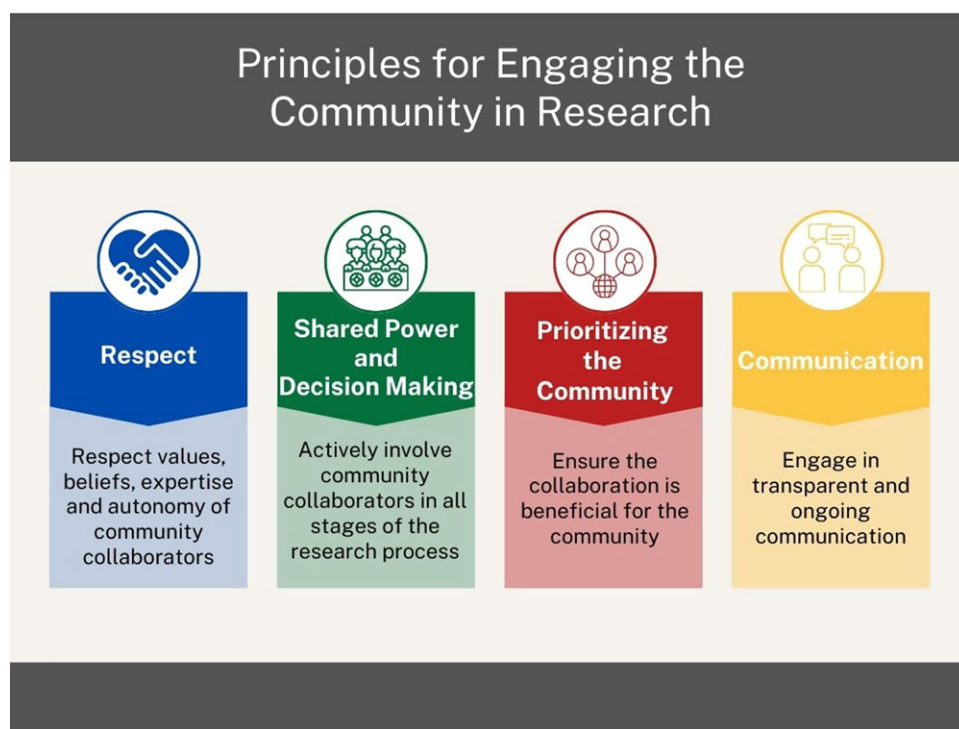 Principles for Engaging the
Community in Research
Respect
Respect values,
beliefs, expertise
and autonomy of
community
collaborators
Shared Power
and
Decision Making
Actively involve
community
collaborators in all
stages of the
research process
Prioritizing
the
Community
Ensure the
collaboration is
beneficial for the
community
Communication
Engage in
transparent and
ongoing
communication